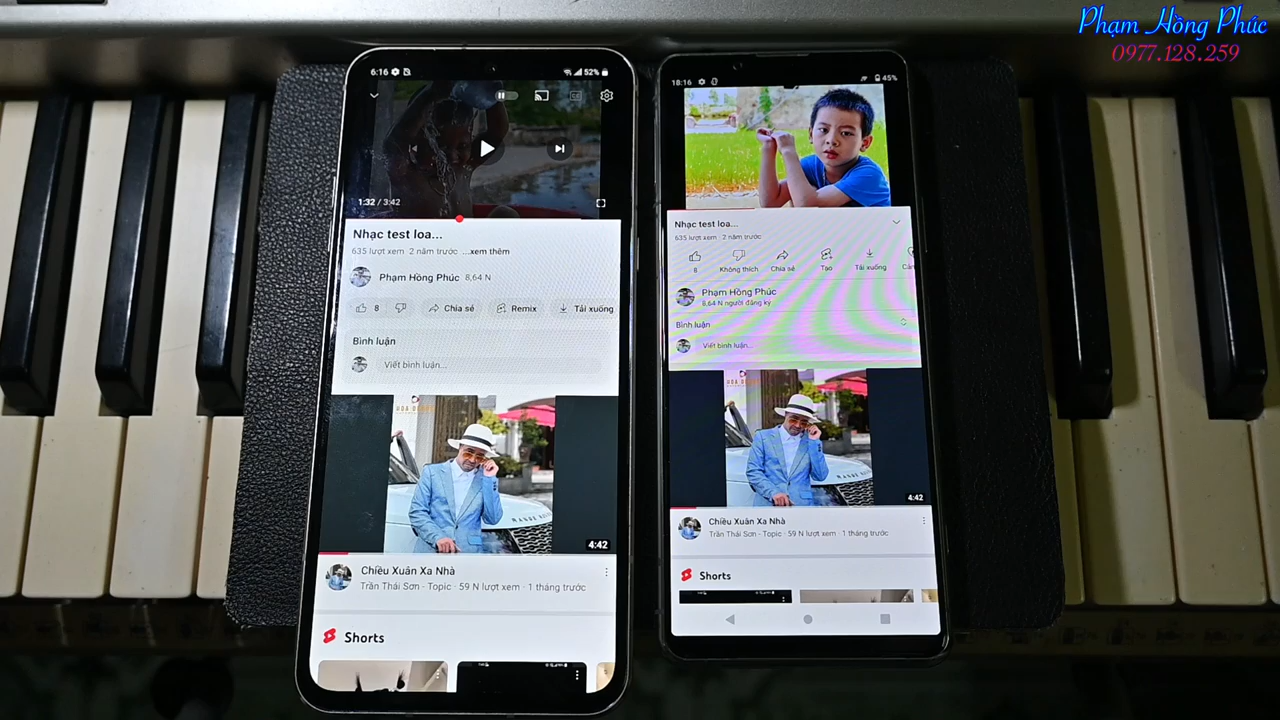 Phạm Hồng Phúc
0977.128.259
6:16
52%
1:32 / 3:42
Nhạc test loa...
635 lượt xem 2 năm trước ...xem thêm
Phạm Hồng Phúc 8,64 N
8 Chia sẻ Remix Tải xuống
Bình luận
Viết bình luận...
4:42
Chiều Xuân Xa Nhà
Trần Thái Sơn - Topic · 59 N lượt xem · 1 tháng trước
Shorts
18:16
45%
Nhạc test loa...
635 lượt xem · 2 năm trước
8 Không thích Chia sẻ Tạo Tải xuống
Phạm Hồng Phúc
8,64 N người đăng ký
Bình luận
Viết bình luận...
4:42
Chiều Xuân Xa Nhà
Trần Thái Sơn - Topic · 59 N lượt xem · 1 tháng trước
Shorts